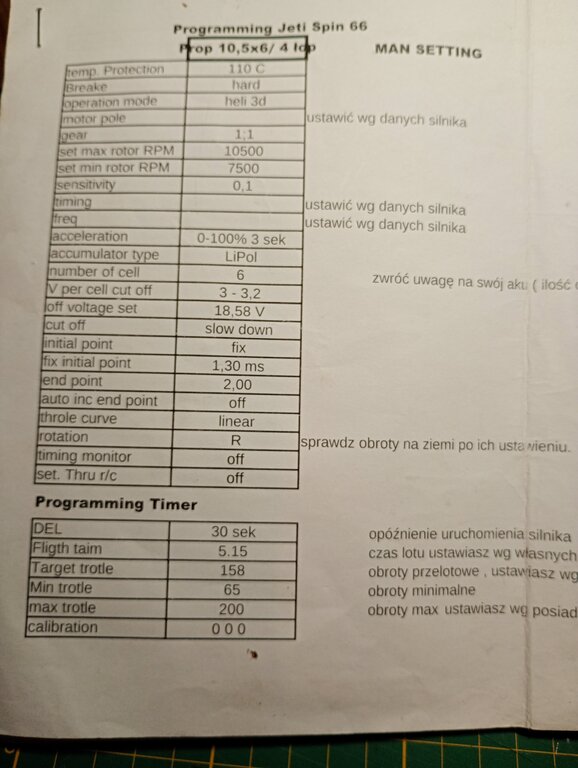 Programming Jeti Spin 66
Prop 10,5x6/ 4 lop MAN SETTING
temp. Protection 110 C
Breake hard
operation mode heli 3d
motor pole ustawić wg danych silnika
gear 1;1
set max rotor RPM 10500
set min rotor RPM 7500
sensitivity 0,1
timing ustawić wg danych silnika
freq ustawić wg danych silnika
acceleration 0-100% 3 sek
accumulator type LiPol
number of cell 6 zwróć uwagę na swój aku ( ilość
V per cell cut off 3 - 3,2
off voltage set 18,58 V
cut off slow down
initial point fix
fix initial point 1,30 ms
end point 2,00
auto inc end point off
throle curve linear
rotation R sprawdz obroty na ziemi po ich ustawieniu.
timing monitor off
set. Thru r/c off
Programming Timer
DEL 30 sek opóźnienie uruchomienia silnika
Fligth taim 5.15 czas lotu ustawiasz wg własnych
Target trotle 158 obroty przelotowe , ustawiasz wg
Min trotle 65 obroty minimalne
max trotle 200 obroty max ustawiasz wg posiad
calibration 0 0 0